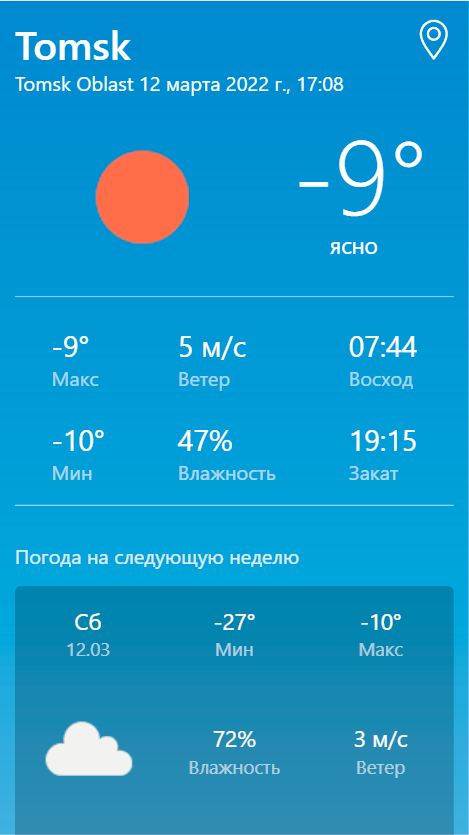 Tomsk
Tomsk Oblast 12 марта 2022 г., 17:08
-9°
ясно
-9° 5 м/с 07:44
Макс Ветер Восход
-10° 47% 19:15
Мин Влажность Закат
Погода на следующую неделю
Сб -27° -10°
12.03 Мин Макс
72% 3 м/с
Влажность Ветер